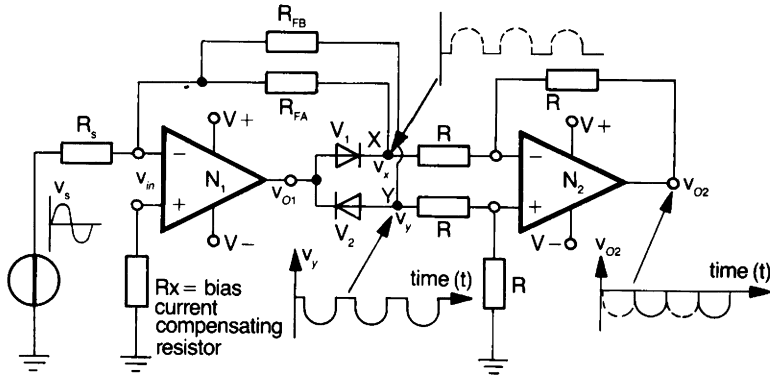 R_FB
R_FA
R_s
V+
V_1
X
R
R
V+
v_s
v_in
−
+
N_1
v_O1
v_x
Y
v_y
−
+
N_2
v_O2
V−
V_2
R
V−
v_O2
Rx = bias
current
compensating
resistor
v_y
time (t)
R
time (t)